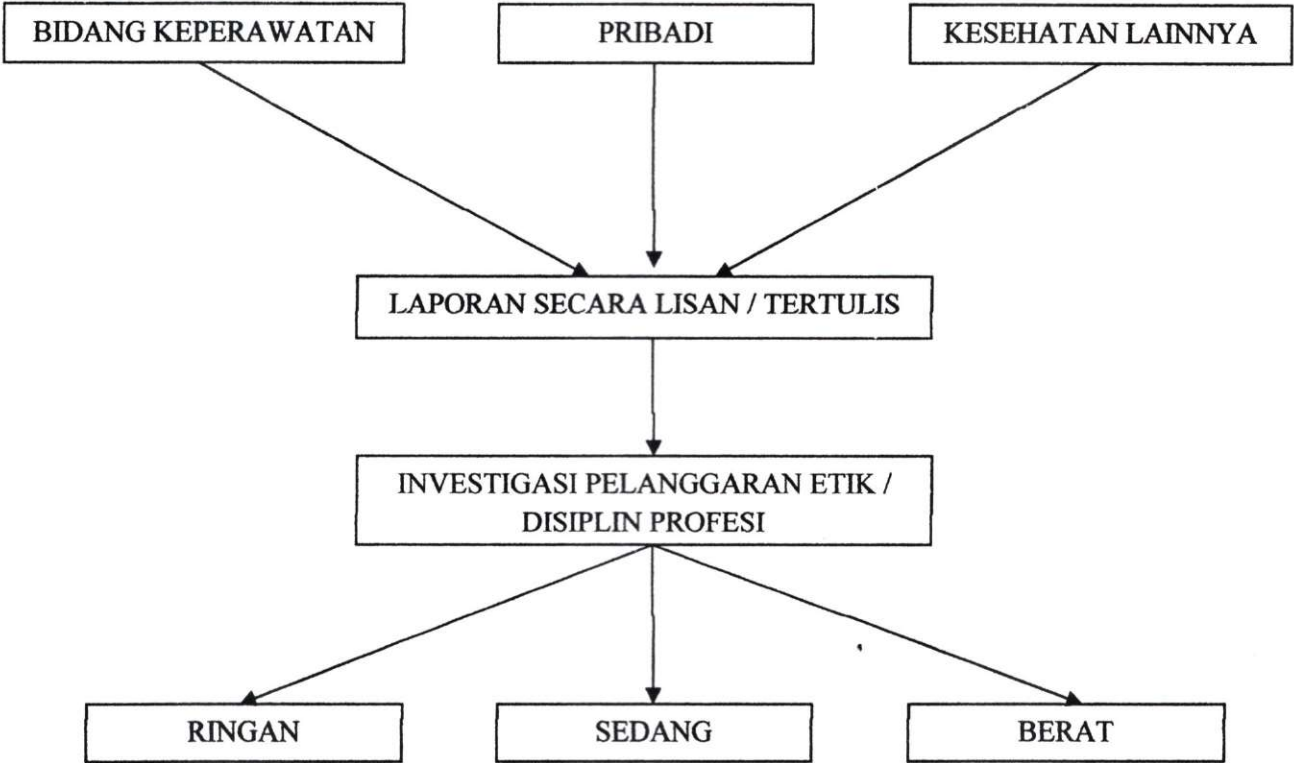 BIDANG KEPERAWATAN
PRIBADI
KESEHATAN LAINNYA
LAPORAN SECARA LISAN / TERTULIS
INVESTIGASI PELANGGARAN ETIK /
DISIPLIN PROFESI
RINGAN
SEDANG
BERAT